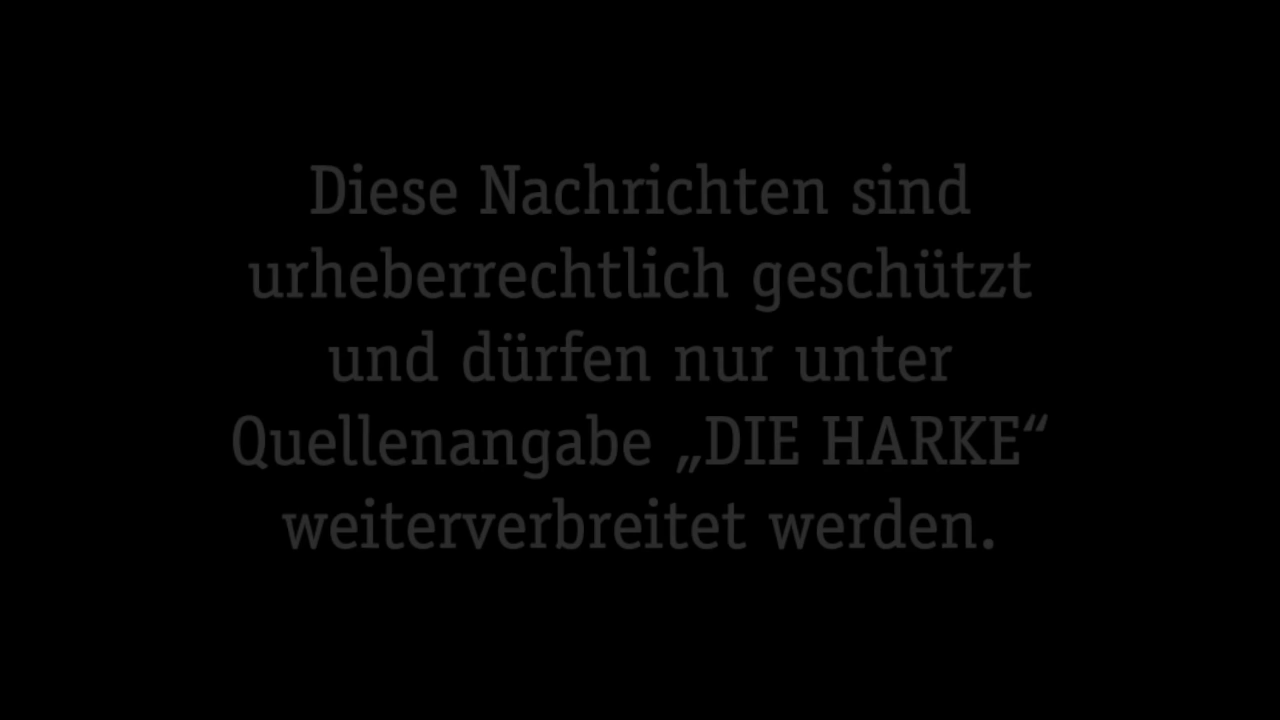 Diese Nachrichten sind
urheberrechtlich geschützt
und dürfen nur unter
Quellenangabe „DIE HARKE“
weiterverbreitet werden.